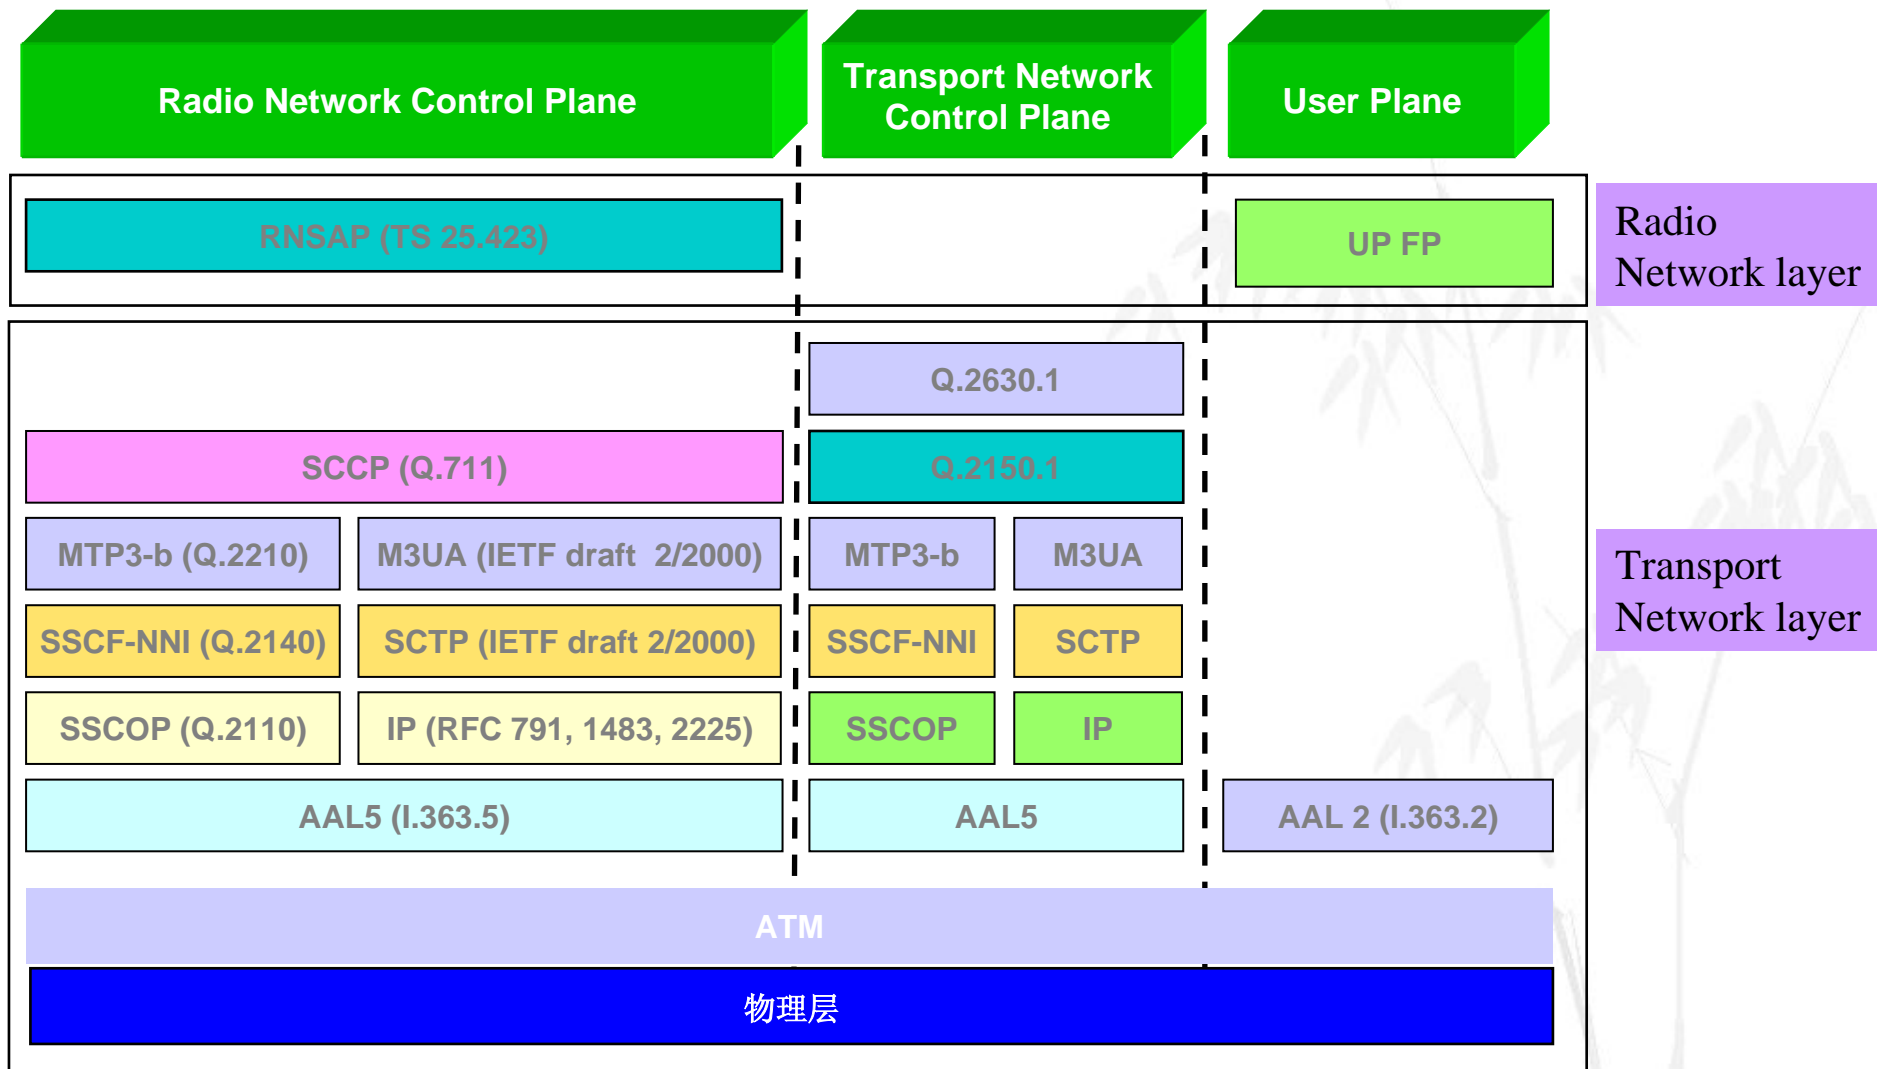 Radio Network Control Plane
Transport Network
Control Plane
User Plane
RNSAP (TS 25.423)
UP FP
Radio
Network layer
Q.2630.1
SCCP (Q.711)
Q.2150.1
MTP3-b (Q.2210)
M3UA (IETF draft  2/2000)
MTP3-b
M3UA
SSCF-NNI (Q.2140)
SCTP (IETF draft 2/2000)
SSCF-NNI
SCTP
Transport
Network layer
SSCOP (Q.2110)
IP (RFC 791, 1483, 2225)
SSCOP
IP
AAL5 (I.363.5)
AAL5
AAL 2 (I.363.2)
ATM
物理层